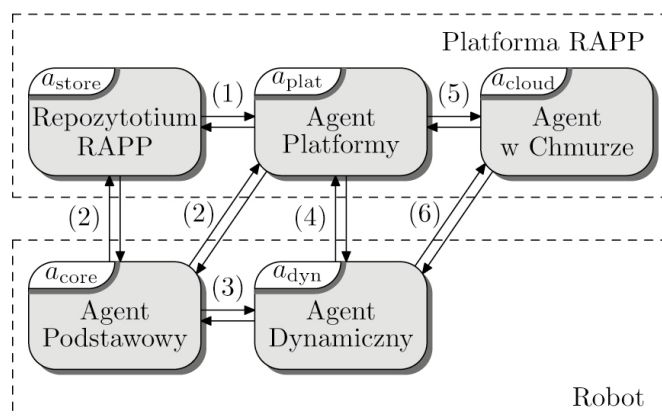 Platforma RAPP
a_store
a_plat
a_cloud
Repozytotium
RAPP
(1)
Agent
Platformy
(5)
Agent
w Chmurze
(2)
(2)
(4)
(6)
a_core
a_dyn
Agent
Podstawowy
(3)
Agent
Dynamiczny
Robot